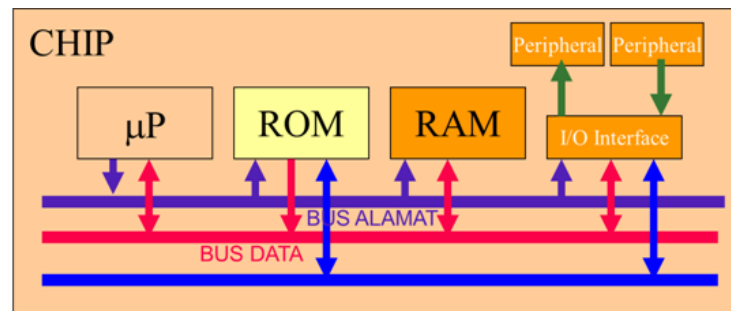 CHIP
Peripheral
Peripheral
µP
ROM
RAM
I/O Interface
BUS ALAMAT
BUS DATA